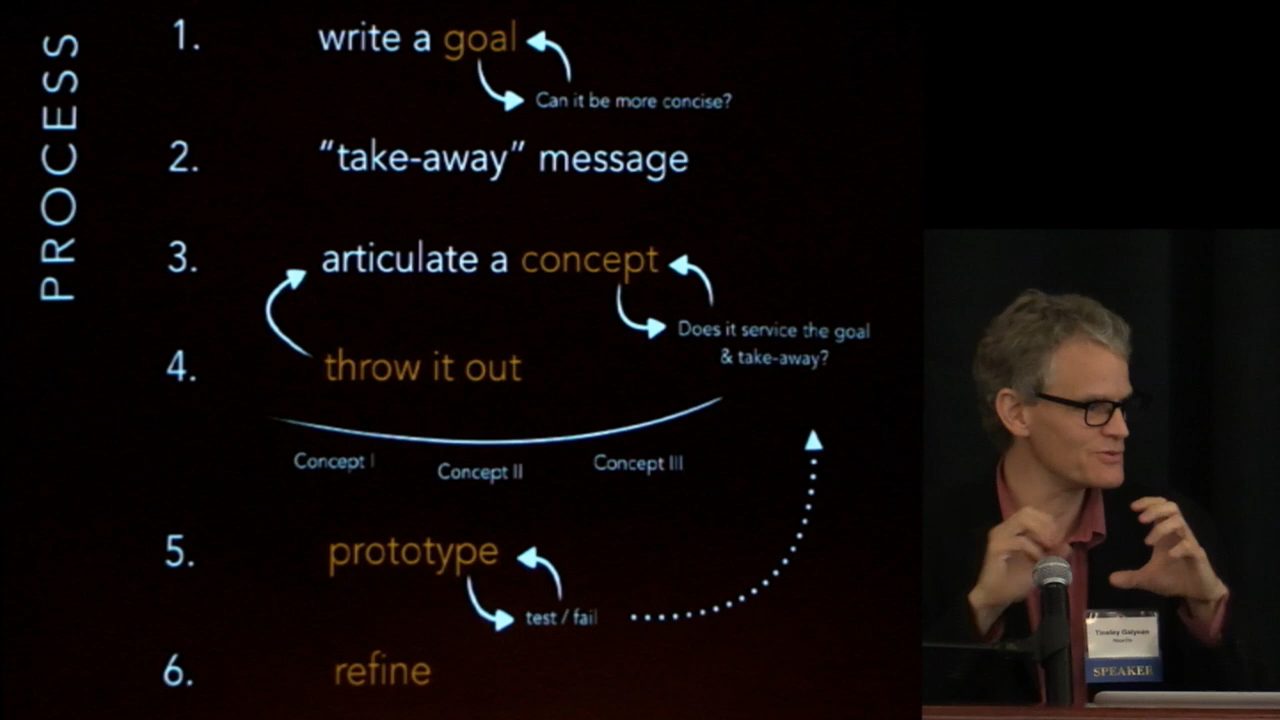 PROCESS
1. write a goal
Can it be more concise?
2. “take-away” message
3. articulate a concept
Does it service the goal
& take-away?
4. throw it out
Concept I
Concept II
Concept III
5. prototype
test / fail
6. refine
Tinsley Galyean
SPEAKER